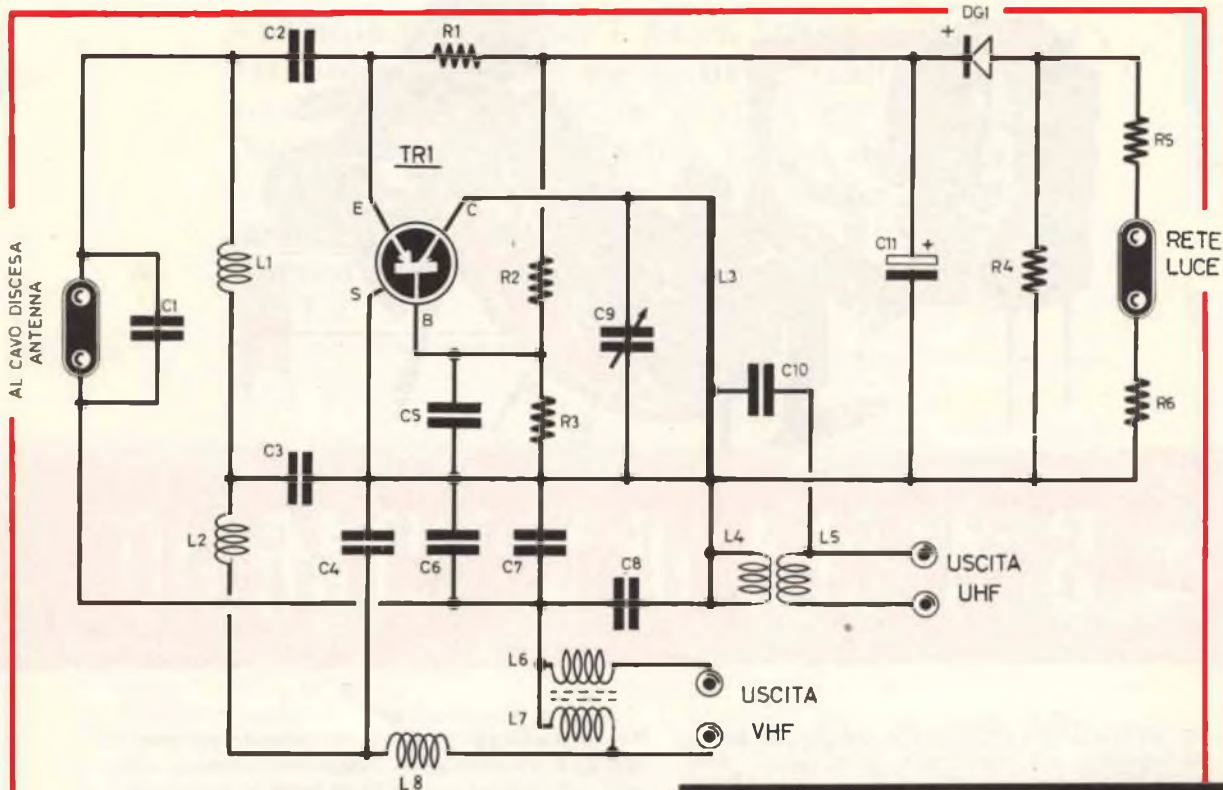 DG1
+
C2
R1
R5
TR1
E
C
AL CAVO DISCESA
ANTENNA
L1
C1
S
B
R2
C9
L3
C11
+
R4
RETE
LUCE
C10
C5
R3
R6
C3
L2
C4
C6
C7
C8
L4
L5
USCITA
UHF
L6
L7
USCITA
VHF
L8